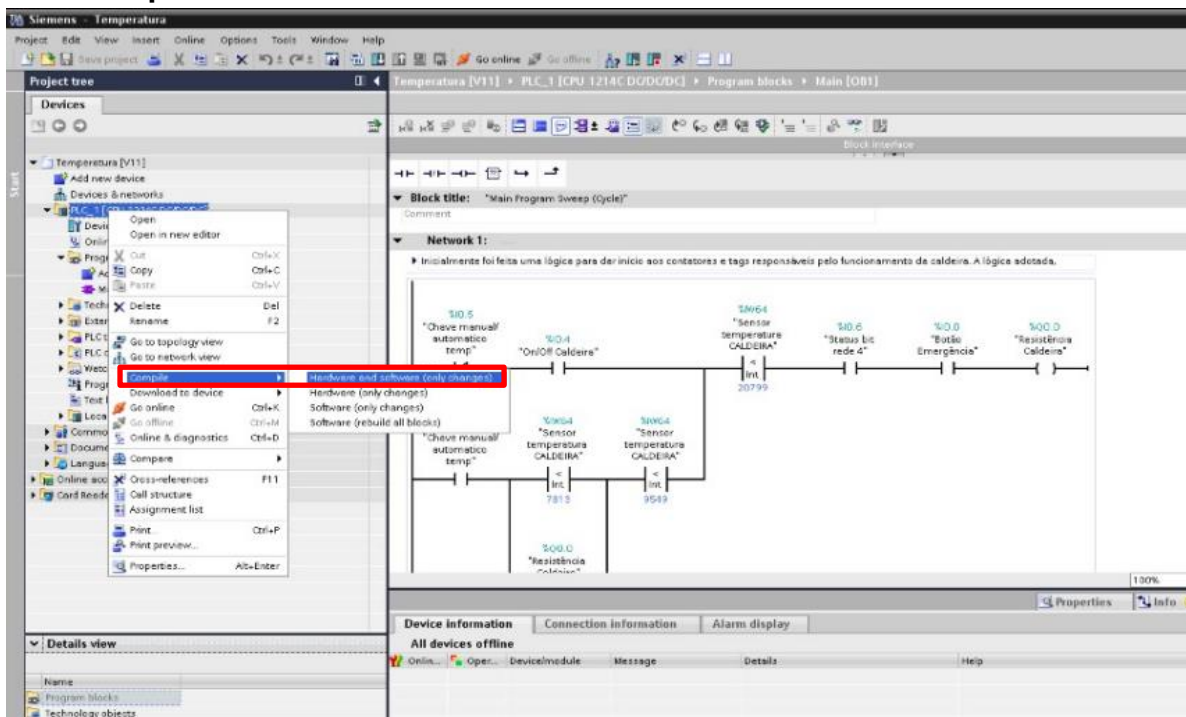 Siemens - Temperatura
Project Edit View Insert Online Options Tools Window Help
Save project Go online Go offline
Project tree
Temperatura [V11] PLC_1 [CPU 1214C DC/DC/DC] Program blocks Main [OB1]
Devices
Start
Block interface
Temperatura [V11]
Add new device
Devices & networks
PLC_1 [CPU 1214C DC/DC/DC]
Open
Open in new editor
Cut Ctrl+X
Copy Ctrl+C
Paste Ctrl+V
Delete Del
Rename F2
Go to topology view
Go to network view
Compile
Hardware and software (only changes)
Download to device
Hardware (only changes)
Go online Ctrl+K
Software (only changes)
Go offline Ctrl+M
Software (rebuild all blocks)
Online & diagnostics Ctrl+D
Compare
Cross-references F11
Call structure
Assignment list
Print... Ctrl+P
Print preview...
Properties... Alt+Enter
Block title: "Main Program Sweep (Cycle)"
Comment
Network 1:
Inicialmente foi feita uma lógica para dar inicio aos contatores e tags responsáveis pelo funcionamento da caldeira. A lógica adotada,
%I0.5
"Chave manual/
automatico
temp"
%I0.4
"On/Off Caldeira"
%IW64
"Sensor
temperatura
CALDEIRA"
<
Int
20799
%I0.6
"Status bit
rede 4"
%I0.0
"Botão
Emergência"
%Q0.0
"Resistência
Caldeira"
"Chave manual/
automatico
temp"
%IW64
"Sensor
temperatura
CALDEIRA"
<
Int
7813
%IW64
"Sensor
temperatura
CALDEIRA"
<
Int
9549
%Q0.0
"Resistência
Caldeira"
100%
Properties Info
Device information Connection information Alarm display
All devices offline
Onlin... Oper... Device/module Message Details Help
Details view
Name
Program blocks
Technology objects